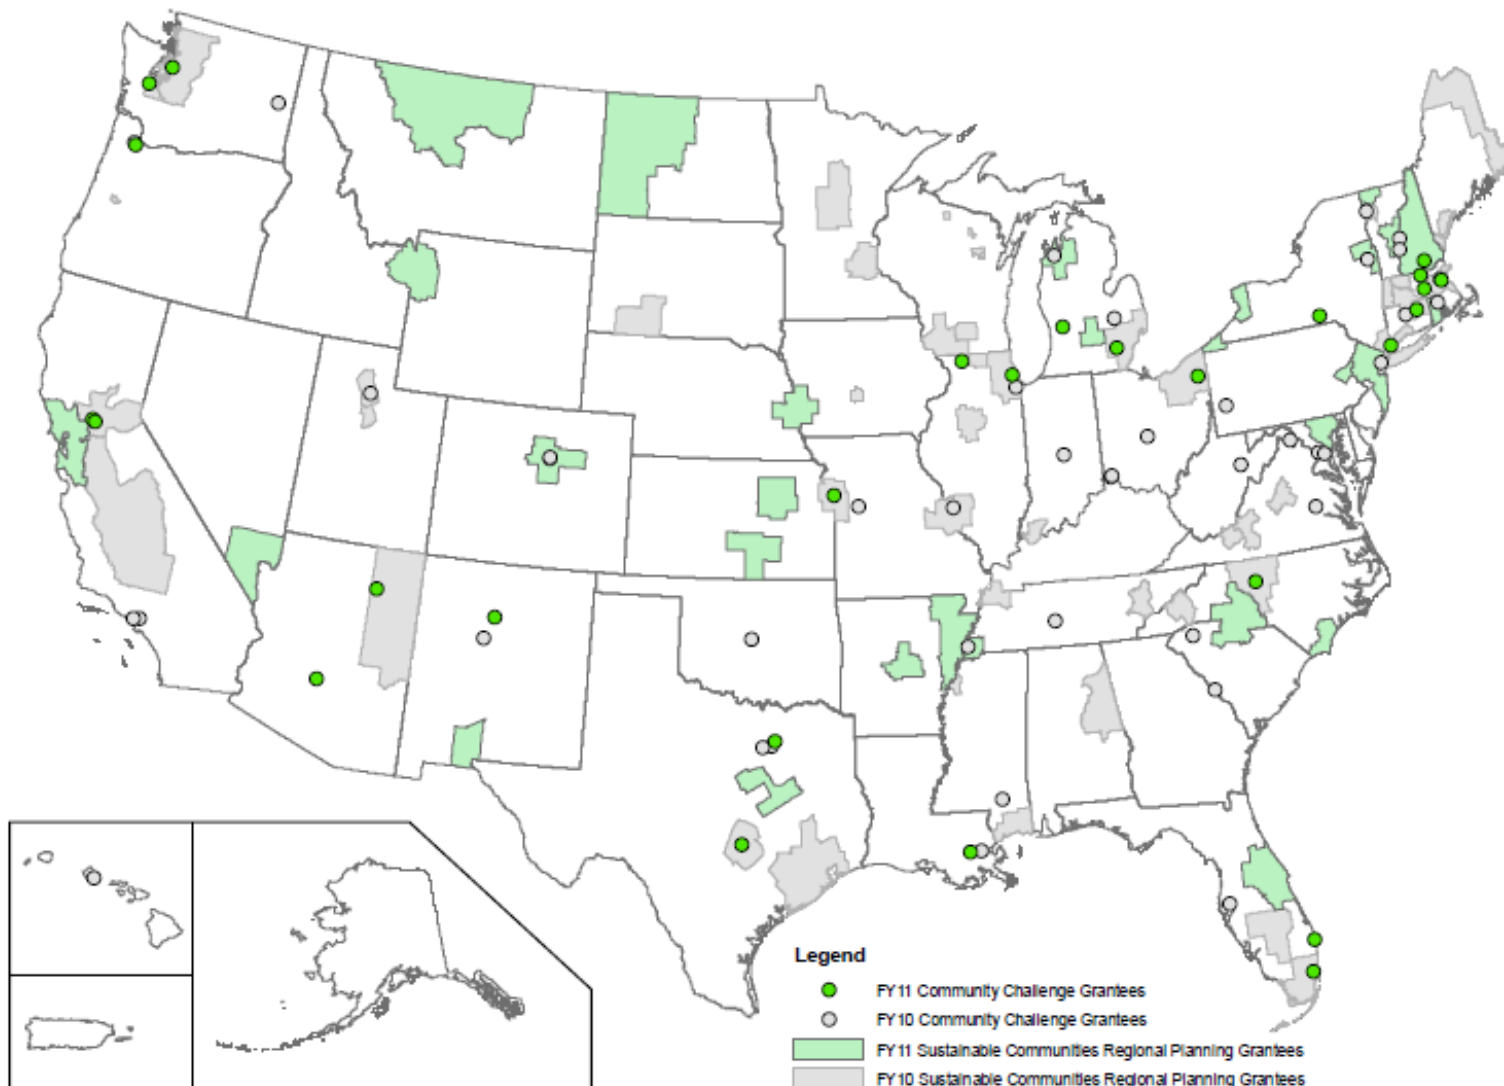 Legend
FY11 Community Challenge Grantees
FY10 Community Challenge Grantees
FY11 Sustainable Communities Regional Planning Grantees
FY10 Sustainable Communities Regional Planning Grantees